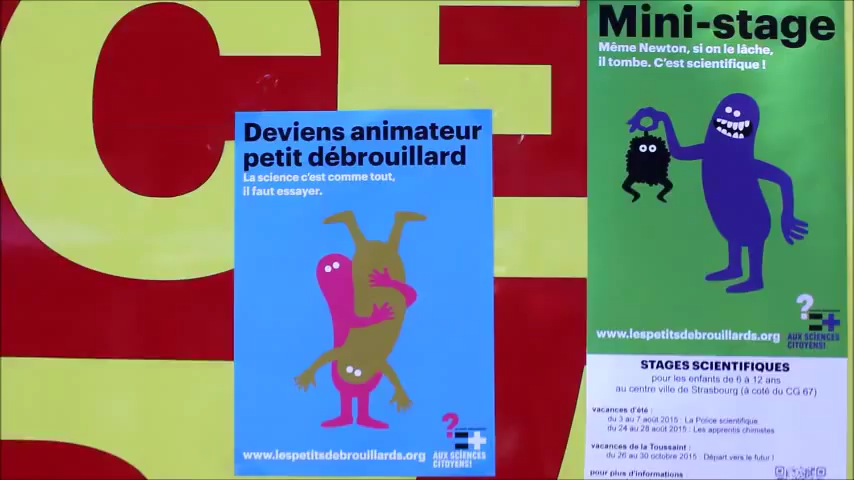 CE
Deviens animateur
petit débrouillard
La science c'est comme tout,
il faut essayer.
?
www.lespetitsdebrouillards.org
AUX SCIENCES
CITOYENS!
Mini-stage
Même Newton, si on le lâche,
il tombe. C'est scientifique !
?
www.lespetitsdebrouillards.org
AUX SCIENCES
CITOYENS!
STAGES SCIENTIFIQUES
pour les enfants de 6 à 12 ans
au centre ville de Strasbourg (à coté du CG 67)
vacances d'été :
du 3 au 7 août 2015 : La Police scientifique
du 24 au 28 août 2015 : Les apprentis chimistes
vacances de la Toussaint :
du 26 au 30 octobre 2015 : Départ vers le futur !
pour plus d'informations